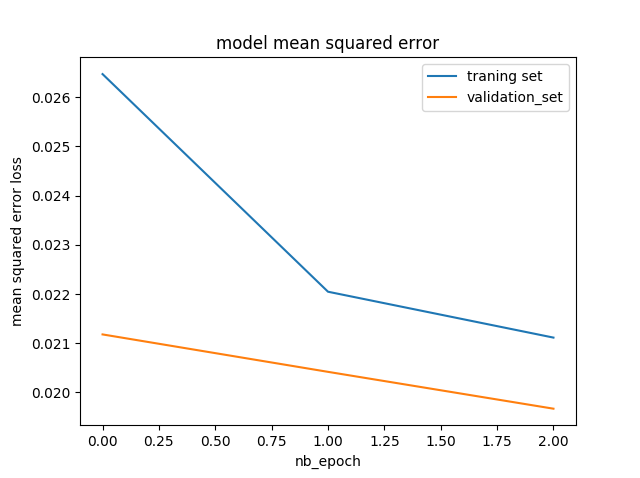 model mean squared error
traning set
validation_set
0.026
0.025
0.024
0.023
0.022
0.021
0.020
mean squared error loss
0.00 0.25 0.50 0.75 1.00 1.25 1.50 1.75 2.00
nb_epoch